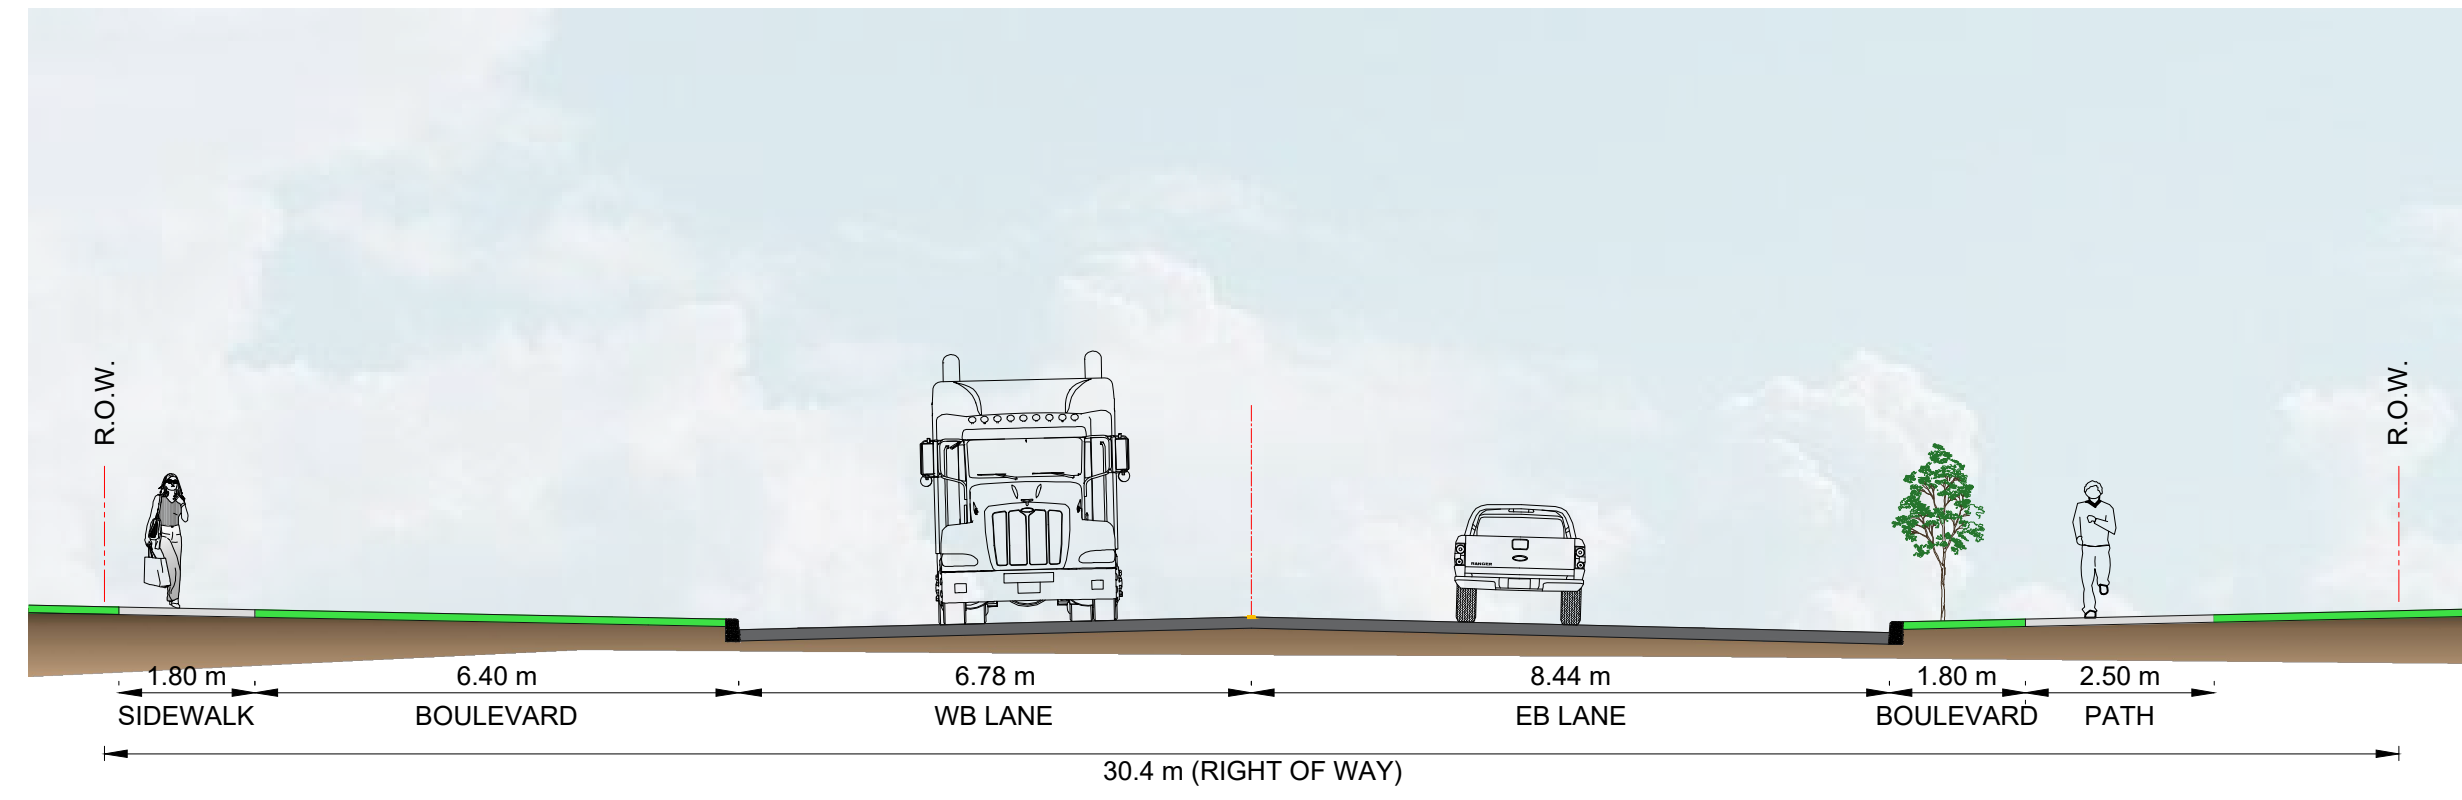 R.O.W.
R.O.W.
RANGER
1.80 m
6.40 m
6.78 m
8.44 m
1.80 m
2.50 m
SIDEWALK
BOULEVARD
WB LANE
EB LANE
BOULEVARD
PATH
30.4 m (RIGHT OF WAY)